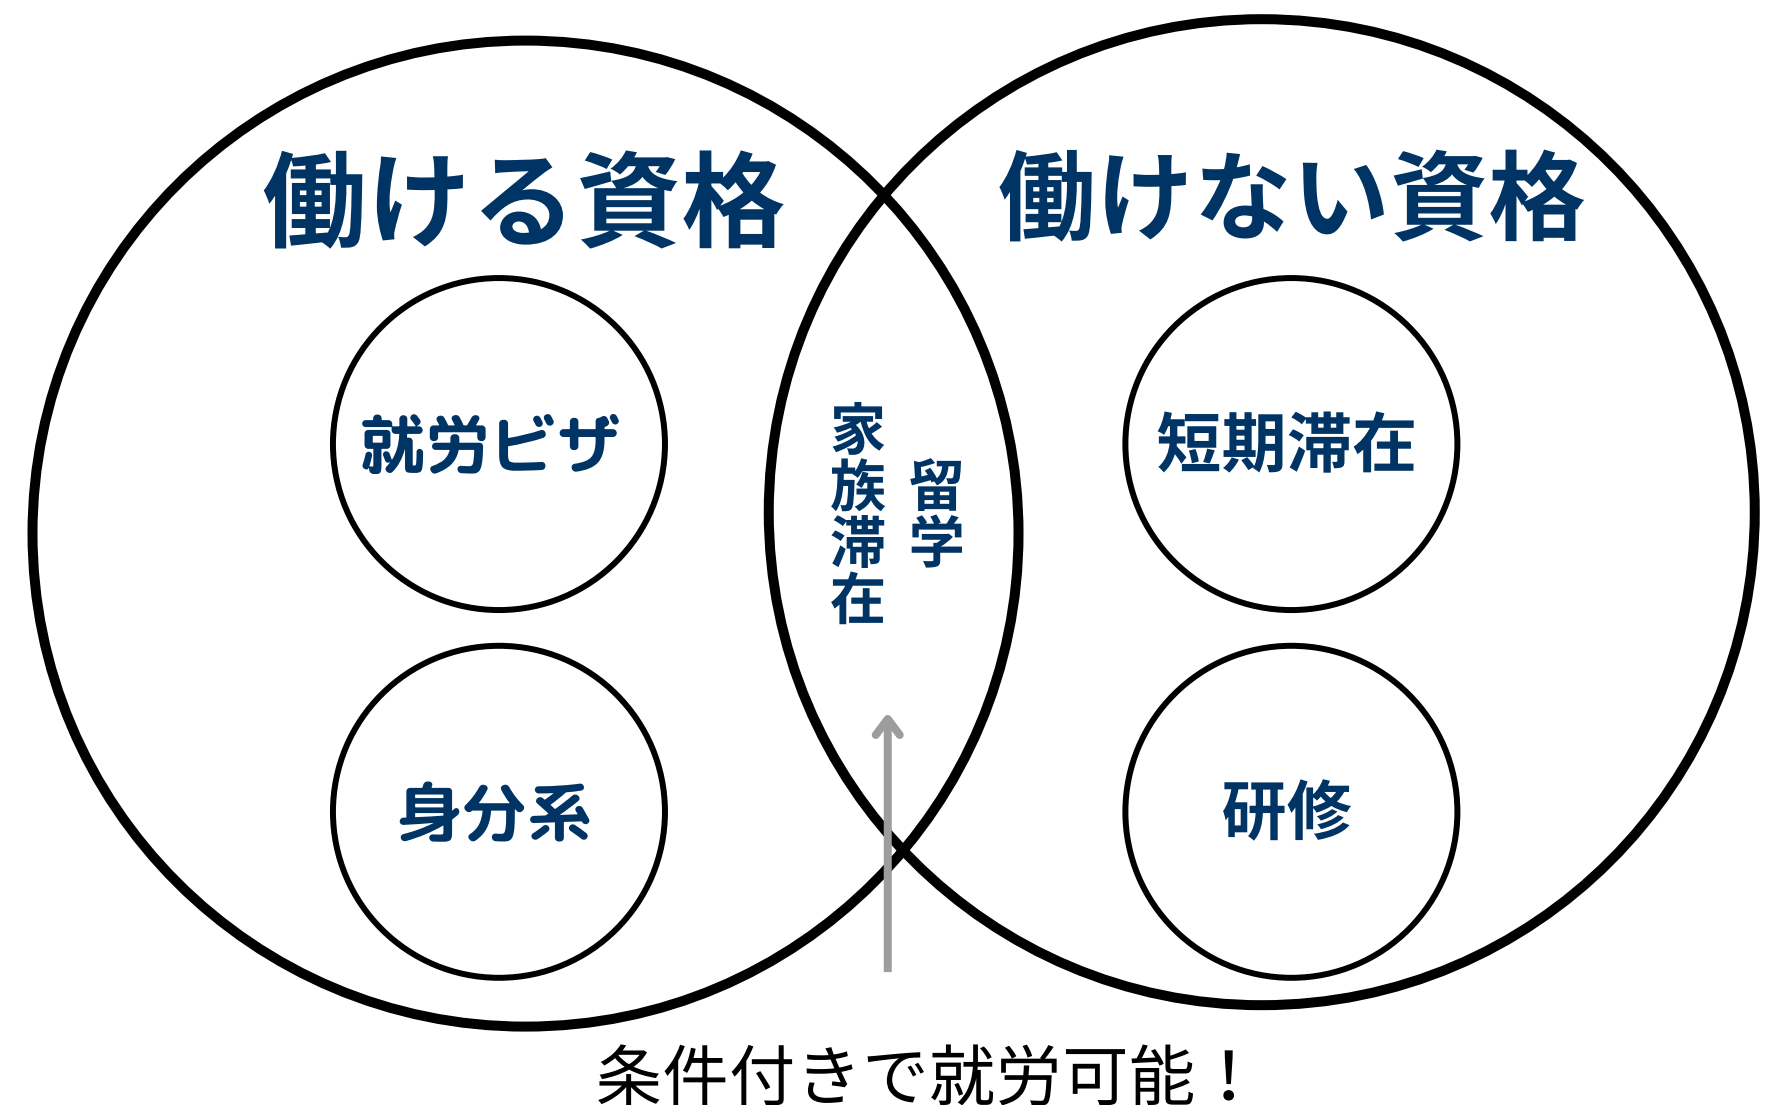 働ける資格
働けない資格
就労ビザ
身分系
留学
家族滞在
短期滞在
研修
条件付きで就労可能！